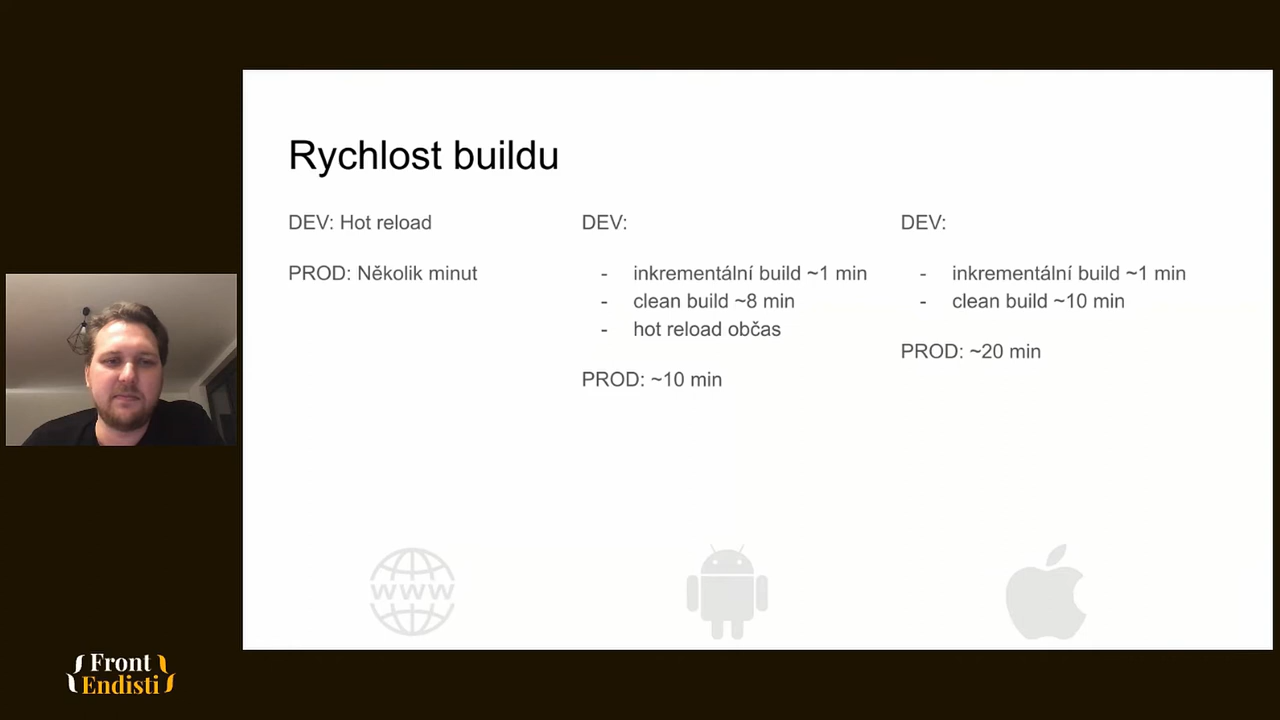 Rychlost buildu
DEV: Hot reload
PROD: Několik minut
DEV:
- inkrementální build ~1 min
- clean build ~8 min
- hot reload občas
PROD: ~10 min
DEV:
- inkrementální build ~1 min
- clean build ~10 min
PROD: ~20 min
www
{Front
Endisti}